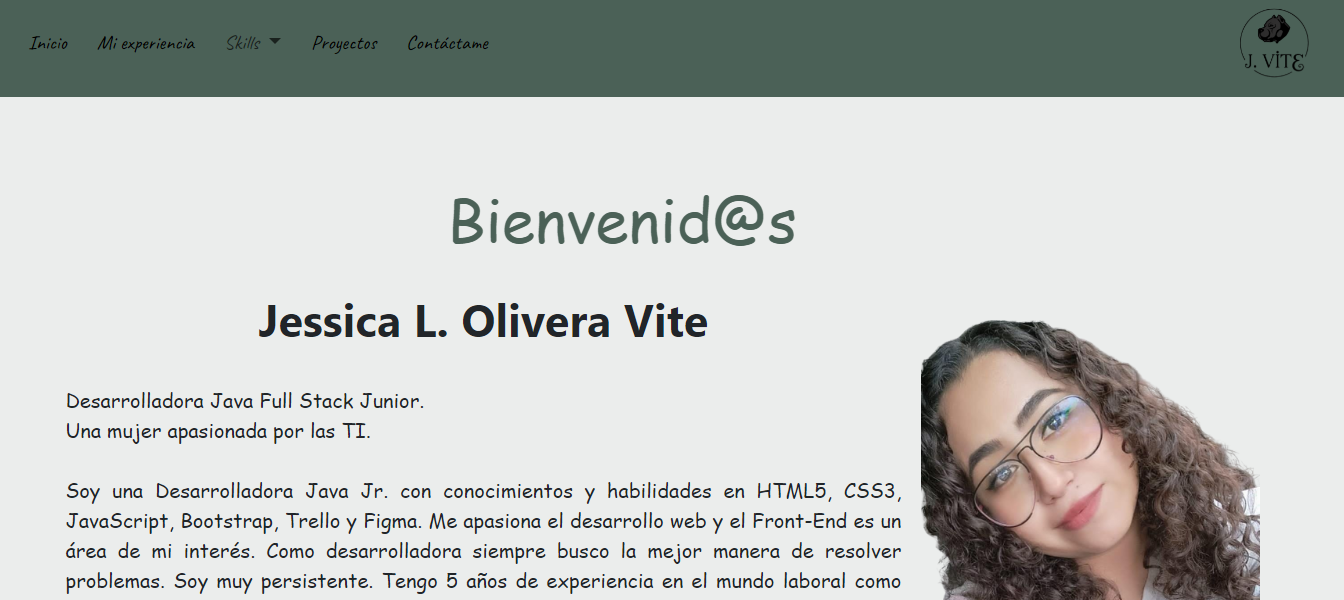 Inicio Mi experiencia Skills Proyectos Contáctame
J. VITE
Bienvenid@s
Jessica L. Olivera Vite
Desarrolladora Java Full Stack Junior.
Una mujer apasionada por las TI.
Soy una Desarrolladora Java Jr. con conocimientos y habilidades en HTML5, CSS3,
JavaScript, Bootstrap, Trello y Figma. Me apasiona el desarrollo web y el Front-End es un
área de mi interés. Como desarrolladora siempre busco la mejor manera de resolver
problemas. Soy muy persistente. Tengo 5 años de experiencia en el mundo laboral como